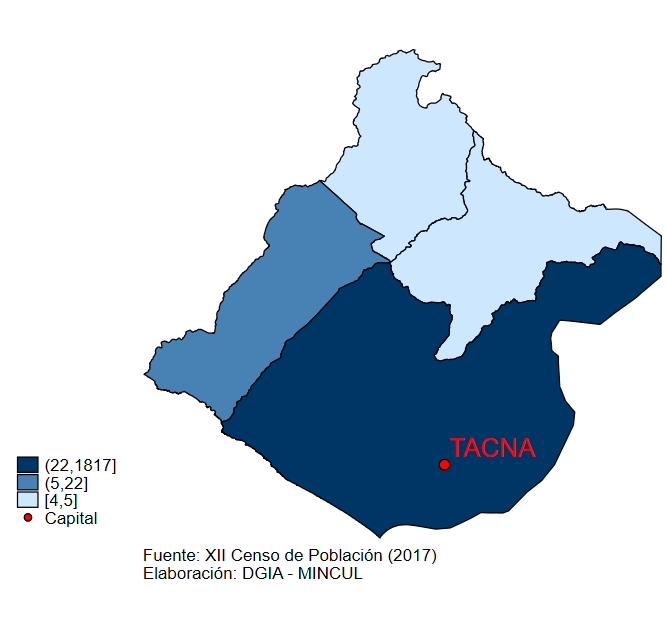 TACNA
(22,1817]
(5,22]
[4,5]
Capital
Fuente: XII Censo de Población (2017)
Elaboración: DGIA - MINCUL